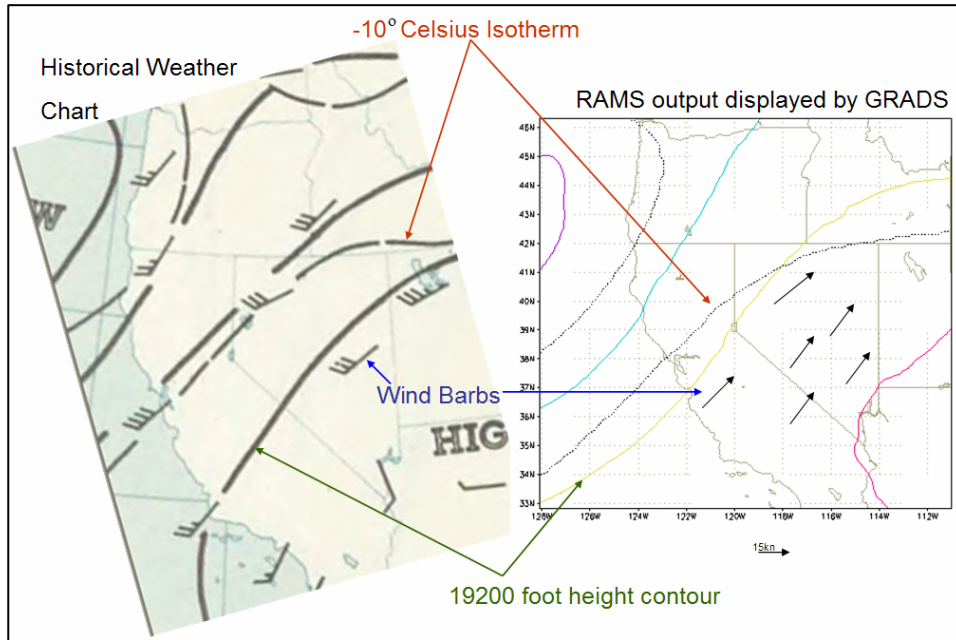 -10° Celsius Isotherm
Historical Weather
Chart
RAMS output displayed by GRADS
W
HIG
Wind Barbs
45N
44N
43N
42N
41N
40N
39N
38N
37N
36N
35N
34N
33N
128W 126W 124W 122W 120W 118W 116W 114W 112W
15kn
19200 foot height contour